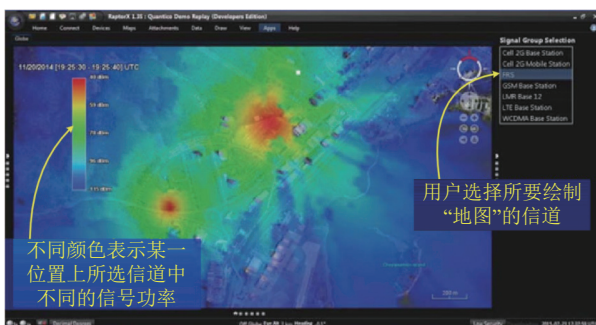 RaptorX 1.35 : Quantico Demo Replay (Developers Edition)
Home Connect Devices Maps Attachments Data Draw View Apps Help
Globe
Signal Group Selection
Cell 2G Base Station
Cell 2G Mobile Station
FRS
GSM Base Station
LMR Base 12
LTE Base Station
WCDMA Base Station
11/20/2014 [19:25:30 - 19:25:40] UTC
用户选择所要绘制
“地图”的信道
不同颜色表示某一
位置上所选信道中
不同的信号功率
Decimal Degrees